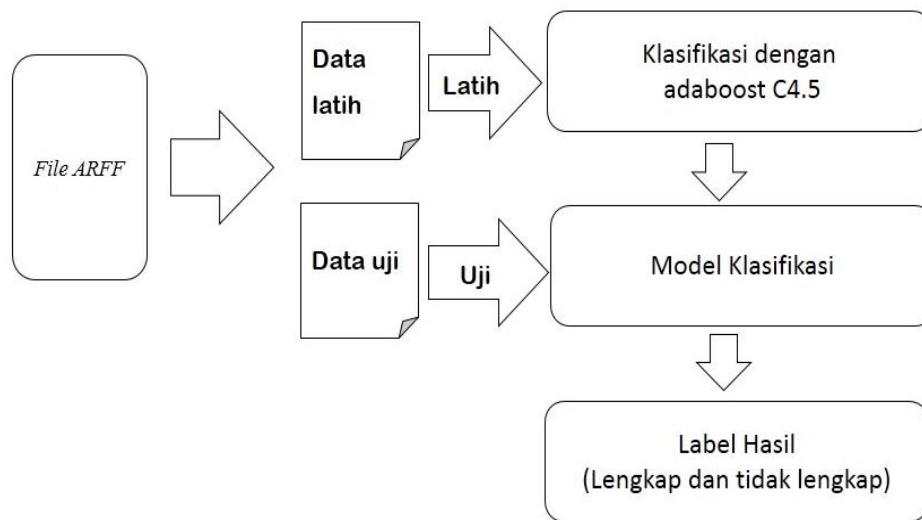 File ARFF
Data
latih
Latih
Klasifikasi dengan
adaboost C4.5
Data uji
Uji
Model Klasifikasi
Label Hasil
(Lengkap dan tidak lengkap)